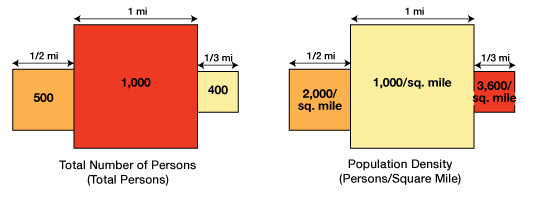 1 mi
1/2 mi
1/3 mi
500
1,000
400
Total Number of Persons
(Total Persons)
1 mi
1/2 mi
1/3 mi
2,000/
sq. mile
1,000/sq. mile
3,600/
sq. mile
Population Density
(Persons/Square Mile)